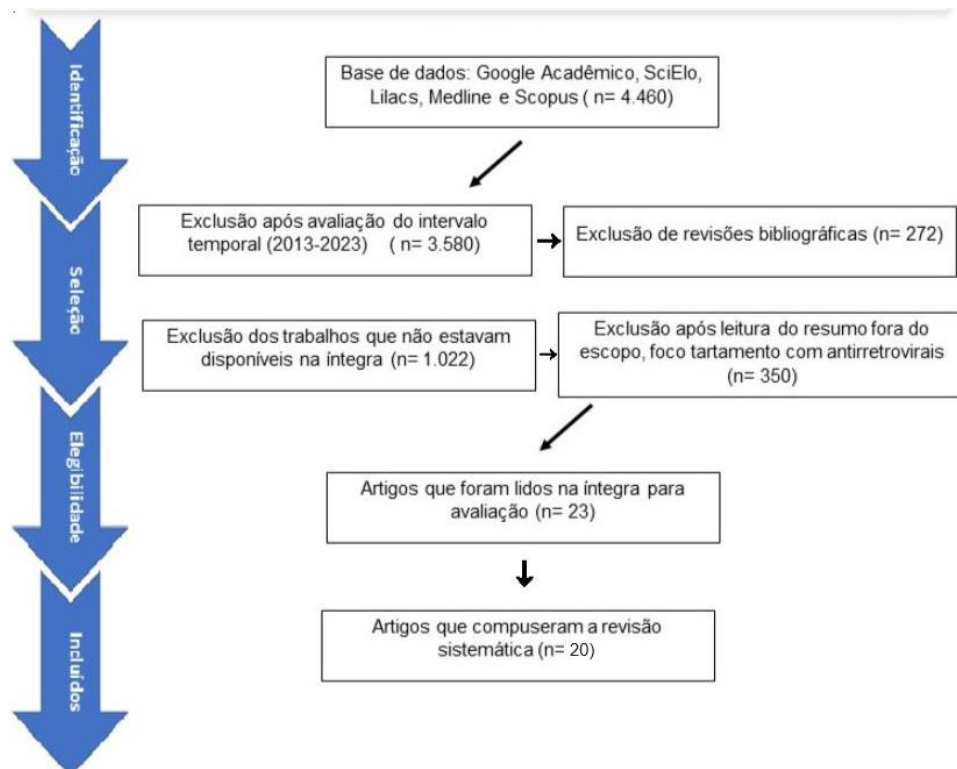 Identificação
Base de dados: Google Acadêmico, SciElo,
Lilacs, Medline e Scopus ( n= 4.460)
Seleção
Exclusão após avaliação do intervalo
temporal (2013-2023) ( n= 3.580)
Exclusão de revisões bibliográficas (n= 272)
Exclusão dos trabalhos que não estavam
disponíveis na íntegra (n= 1.022)
Exclusão após leitura do resumo fora do
escopo, foco tartamento com antirretrovirais
(n= 350)
Elegibilidade
Artigos que foram lidos na íntegra para
avaliação (n= 23)
Incluídos
Artigos que compuseram a revisão
sistemática (n= 20)